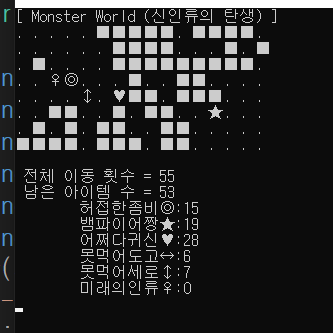 [ Monster World (신인류의 탄생) ]
. . . . . ■■■■■ . ■■■■ . .
. . . . . . ■■■■ . . . ■ . ■
. ■ . . . . ■■■■■■■■■ . .
. . ♀◎ . . . ■ . . ■■ . . . .
. . . . ↕ . ♥■■ . ■■■ . . .
. . ■■ . . ■ . ■■ . . ★ . . .
. ■ . ■■ . ■■ . ■■ . . . . .
■■■■ . ■■■■■■ . . . . . .
전체 이동 횟수 = 55
남은 아이템 수 = 53
허접한좀비◎:15
뱀파이어짱★:19
어쩌다귀신♥:28
못먹어도고↔:6
못먹어세로↕:7
미래의인류♀:0